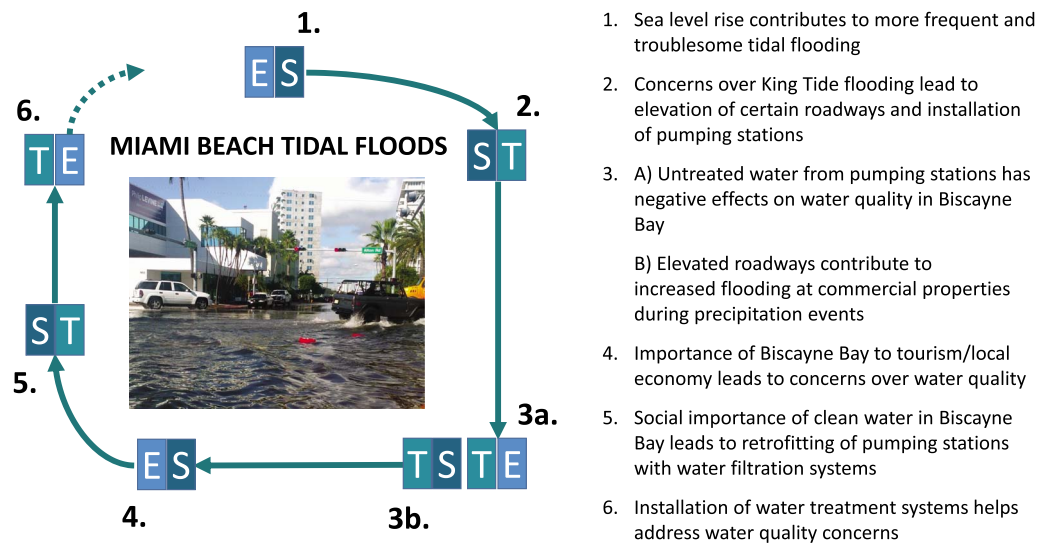 1.
E S
2.
6.
S T
T E
MIAMI BEACH TIDAL FLOODS
S T
5.
3a.
E S
T S T E
4.
3b.
1. Sea level rise contributes to more frequent and
troublesome tidal flooding
2. Concerns over King Tide flooding lead to
elevation of certain roadways and installation
of pumping stations
3. A) Untreated water from pumping stations has
negative effects on water quality in Biscayne
Bay
B) Elevated roadways contribute to
increased flooding at commercial properties
during precipitation events
4. Importance of Biscayne Bay to tourism/local
economy leads to concerns over water quality
5. Social importance of clean water in Biscayne
Bay leads to retrofitting of pumping stations
with water filtration systems
6. Installation of water treatment systems helps
address water quality concerns